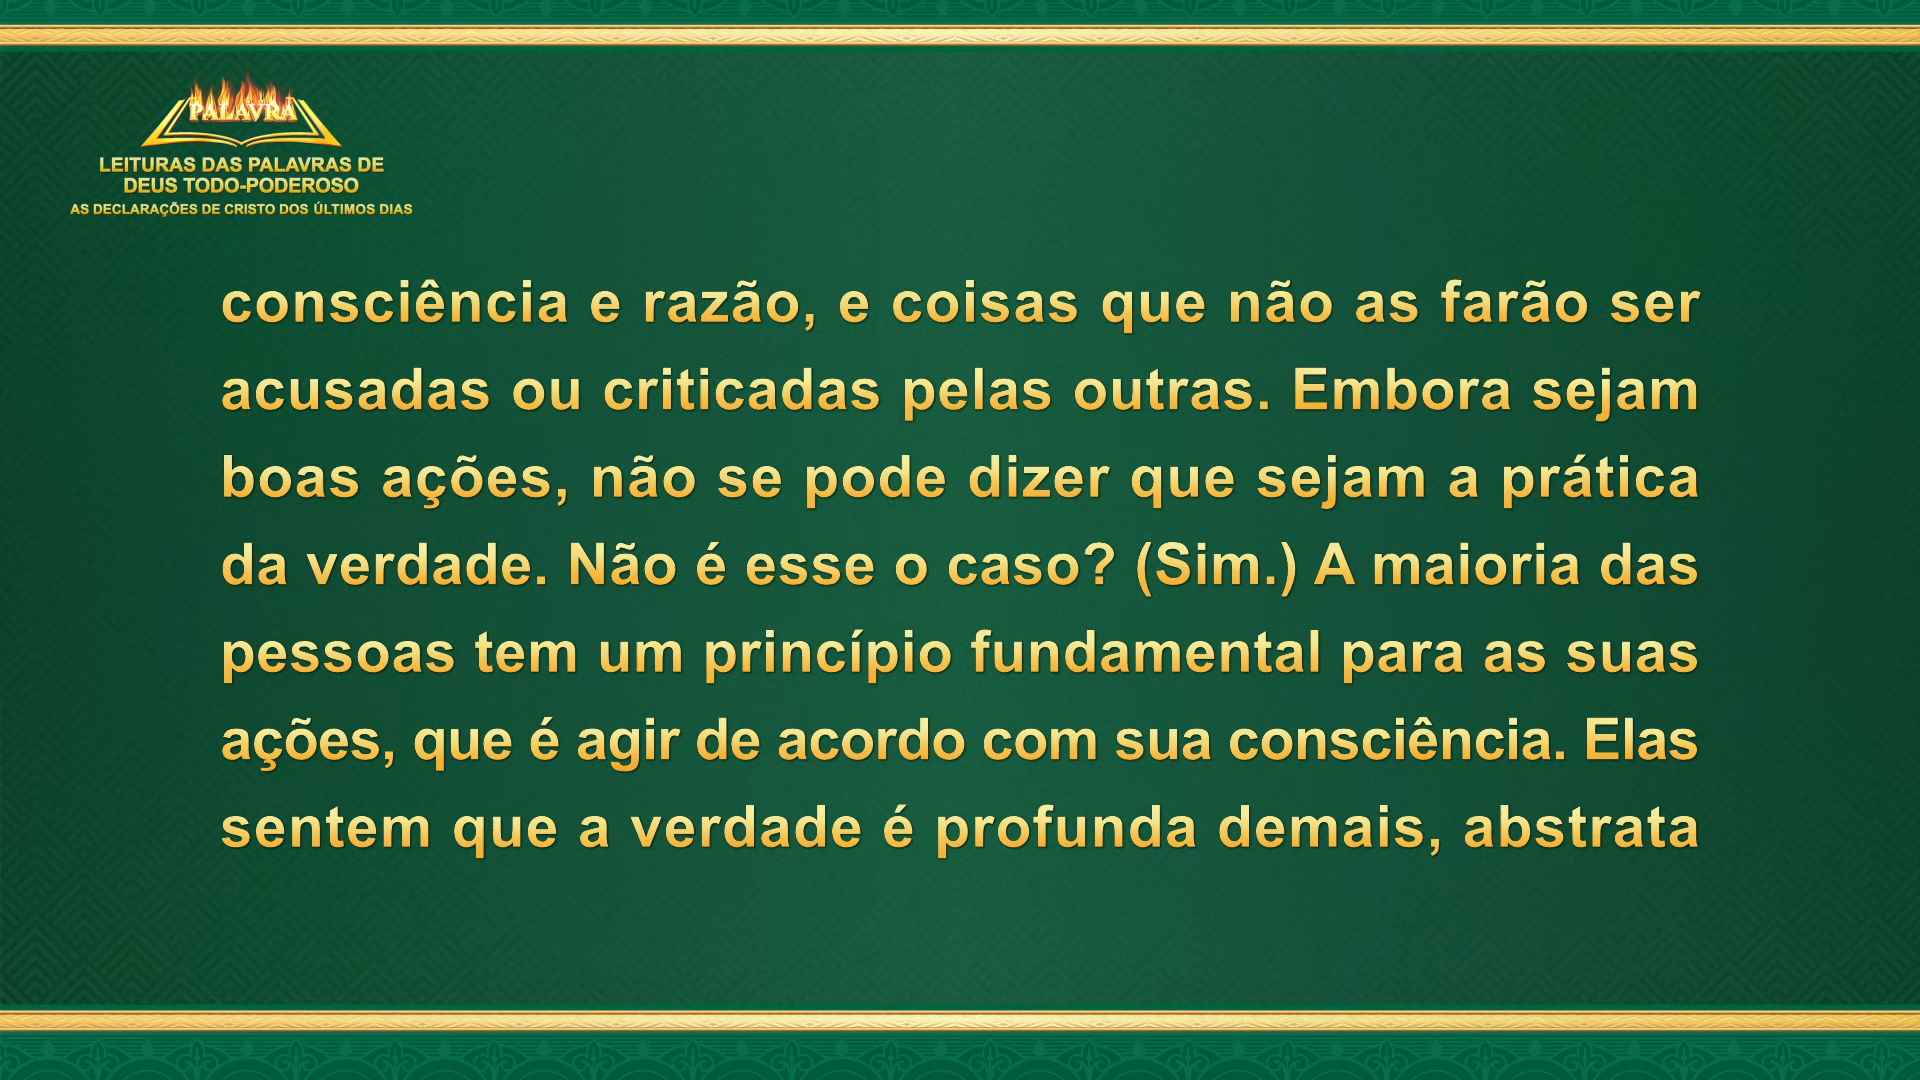 PALAVRA
LEITURAS DAS PALAVRAS DE
DEUS TODO-PODEROSO
AS DECLARAÇÕES DE CRISTO DOS ÚLTIMOS DIAS
consciência e razão, e coisas que não as farão ser
acusadas ou criticadas pelas outras. Embora sejam
boas ações, não se pode dizer que sejam a prática
da verdade. Não é esse o caso? (Sim.) A maioria das
pessoas tem um princípio fundamental para as suas
ações, que é agir de acordo com sua consciência. Elas
sentem que a verdade é profunda demais, abstrata